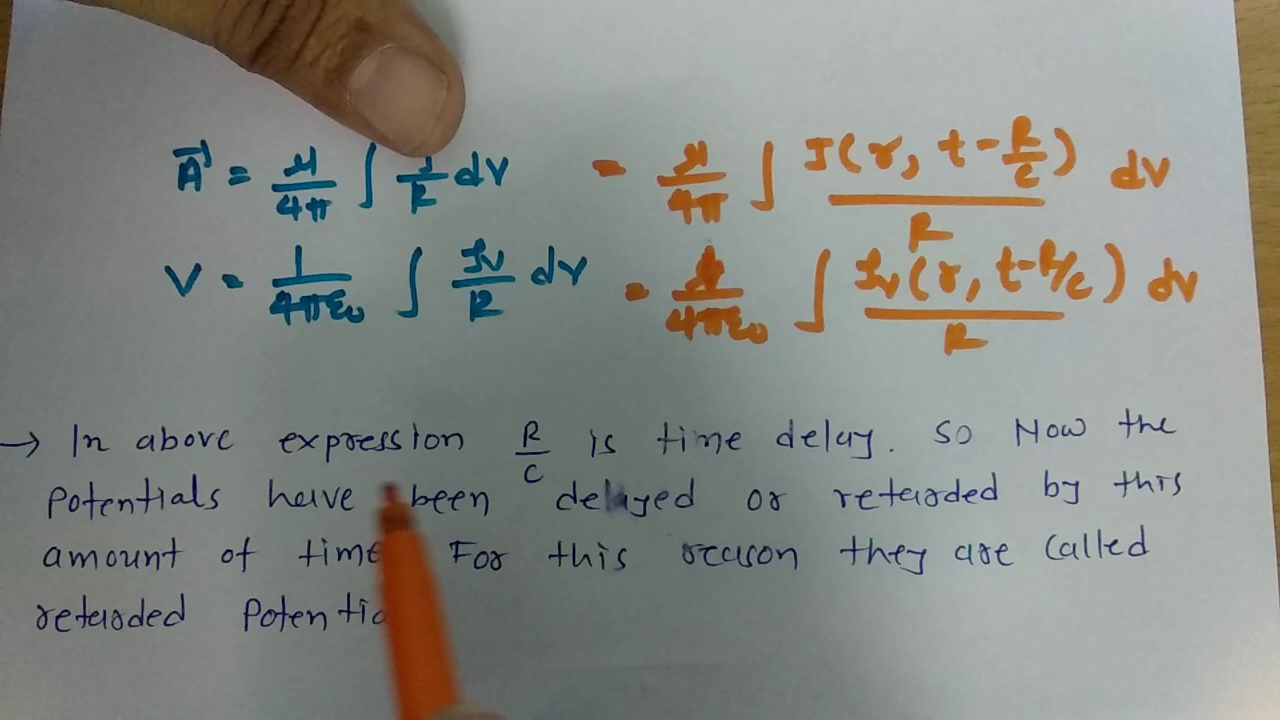 A⃗ = μ/4π ∫ J/R dv = μ/4π ∫ J(r, t-R/c)/R dv
V = 1/4πε₀ ∫ ρv/R dv = 1/4πε₀ ∫ ρv(r, t-R/c)/R dv
→ In above expression R/C is time delay. So Now the
Potentials have been delayed or retarded by this
amount of time For this reason they are called
retarded